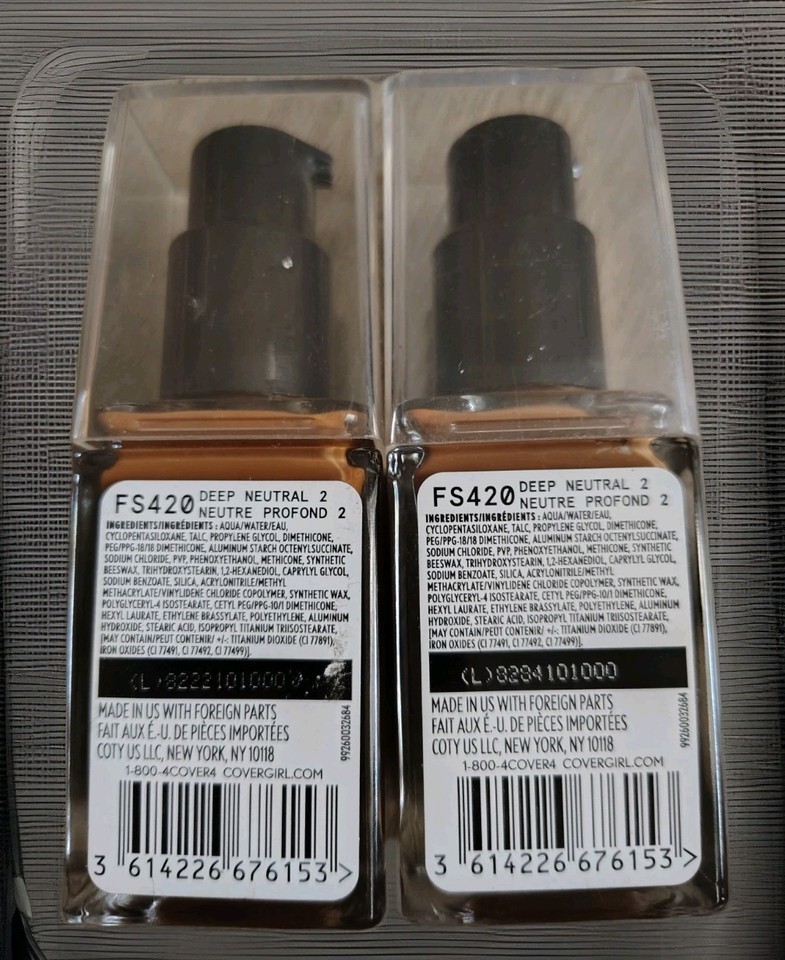 FS420 DEEP NEUTRAL 2
NEUTRE PROFOND 2
INGREDIENTS/INGRÉDIENTS : AQUA/WATER/EAU,
CYCLOPENTASILOXANE, TALC, PROPYLENE GLYCOL, DIMETHICONE,
PEG/PPG-18/18 DIMETHICONE, ALUMINUM STARCH OCTENYLSUCCINATE,
SODIUM CHLORIDE, PVP, PHENOXYETHANOL, METHICONE, SYNTHETIC
BEESWAX, TRIHYDROXYSTEARIN, 1,2-HEXANEDIOL, CAPRYLYL GLYCOL,
SODIUM BENZOATE, SILICA, ACRYLONITRILE/METHYL
METHACRYLATE/VINYLIDENE CHLORIDE COPOLYMER, SYNTHETIC WAX,
POLYGLYCERYL-4 ISOSTEARATE, CETYL PEG/PPG-10/1 DIMETHICONE,
HEXYL LAURATE, ETHYLENE BRASSYLATE, POLYETHYLENE, ALUMINUM
HYDROXIDE, STEARIC ACID, ISOPROPYL TITANIUM TRIISOSTEARATE,
[MAY CONTAIN/PEUT CONTENIR/ +/-: TITANIUM DIOXIDE (CI 77891),
IRON OXIDES (CI 77491, CI 77492, CI 77499)].
MADE IN US WITH FOREIGN PARTS
FAIT AUX É.-U. DE PIÈCES IMPORTÉES
COTY US LLC, NEW YORK, NY 10118
99260032684
1-800-4COVER4 COVERGIRL.COM
3 614226 676153 >
FS420 DEEP NEUTRAL 2
NEUTRE PROFOND 2
INGREDIENTS/INGRÉDIENTS : AQUA/WATER/EAU,
CYCLOPENTASILOXANE, TALC, PROPYLENE GLYCOL, DIMETHICONE,
PEG/PPG-18/18 DIMETHICONE, ALUMINUM STARCH OCTENYLSUCCINATE,
SODIUM CHLORIDE, PVP, PHENOXYETHANOL, METHICONE, SYNTHETIC
BEESWAX, TRIHYDROXYSTEARIN, 1,2-HEXANEDIOL, CAPRYLYL GLYCOL,
SODIUM BENZOATE, SILICA, ACRYLONITRILE/METHYL
METHACRYLATE/VINYLIDENE CHLORIDE COPOLYMER, SYNTHETIC WAX,
POLYGLYCERYL-4 ISOSTEARATE, CETYL PEG/PPG-10/1 DIMETHICONE,
HEXYL LAURATE, ETHYLENE BRASSYLATE, POLYETHYLENE, ALUMINUM
HYDROXIDE, STEARIC ACID, ISOPROPYL TITANIUM TRIISOSTEARATE,
[MAY CONTAIN/PEUT CONTENIR/ +/-: TITANIUM DIOXIDE (CI 77891),
IRON OXIDES (CI 77491, CI 77492, CI 77499)].
(L)8284101000
MADE IN US WITH FOREIGN PARTS
FAIT AUX É.-U. DE PIÈCES IMPORTÉES
COTY US LLC, NEW YORK, NY 10118
99260032684
1-800-4COVER4 COVERGIRL.COM
3 614226 676153 >